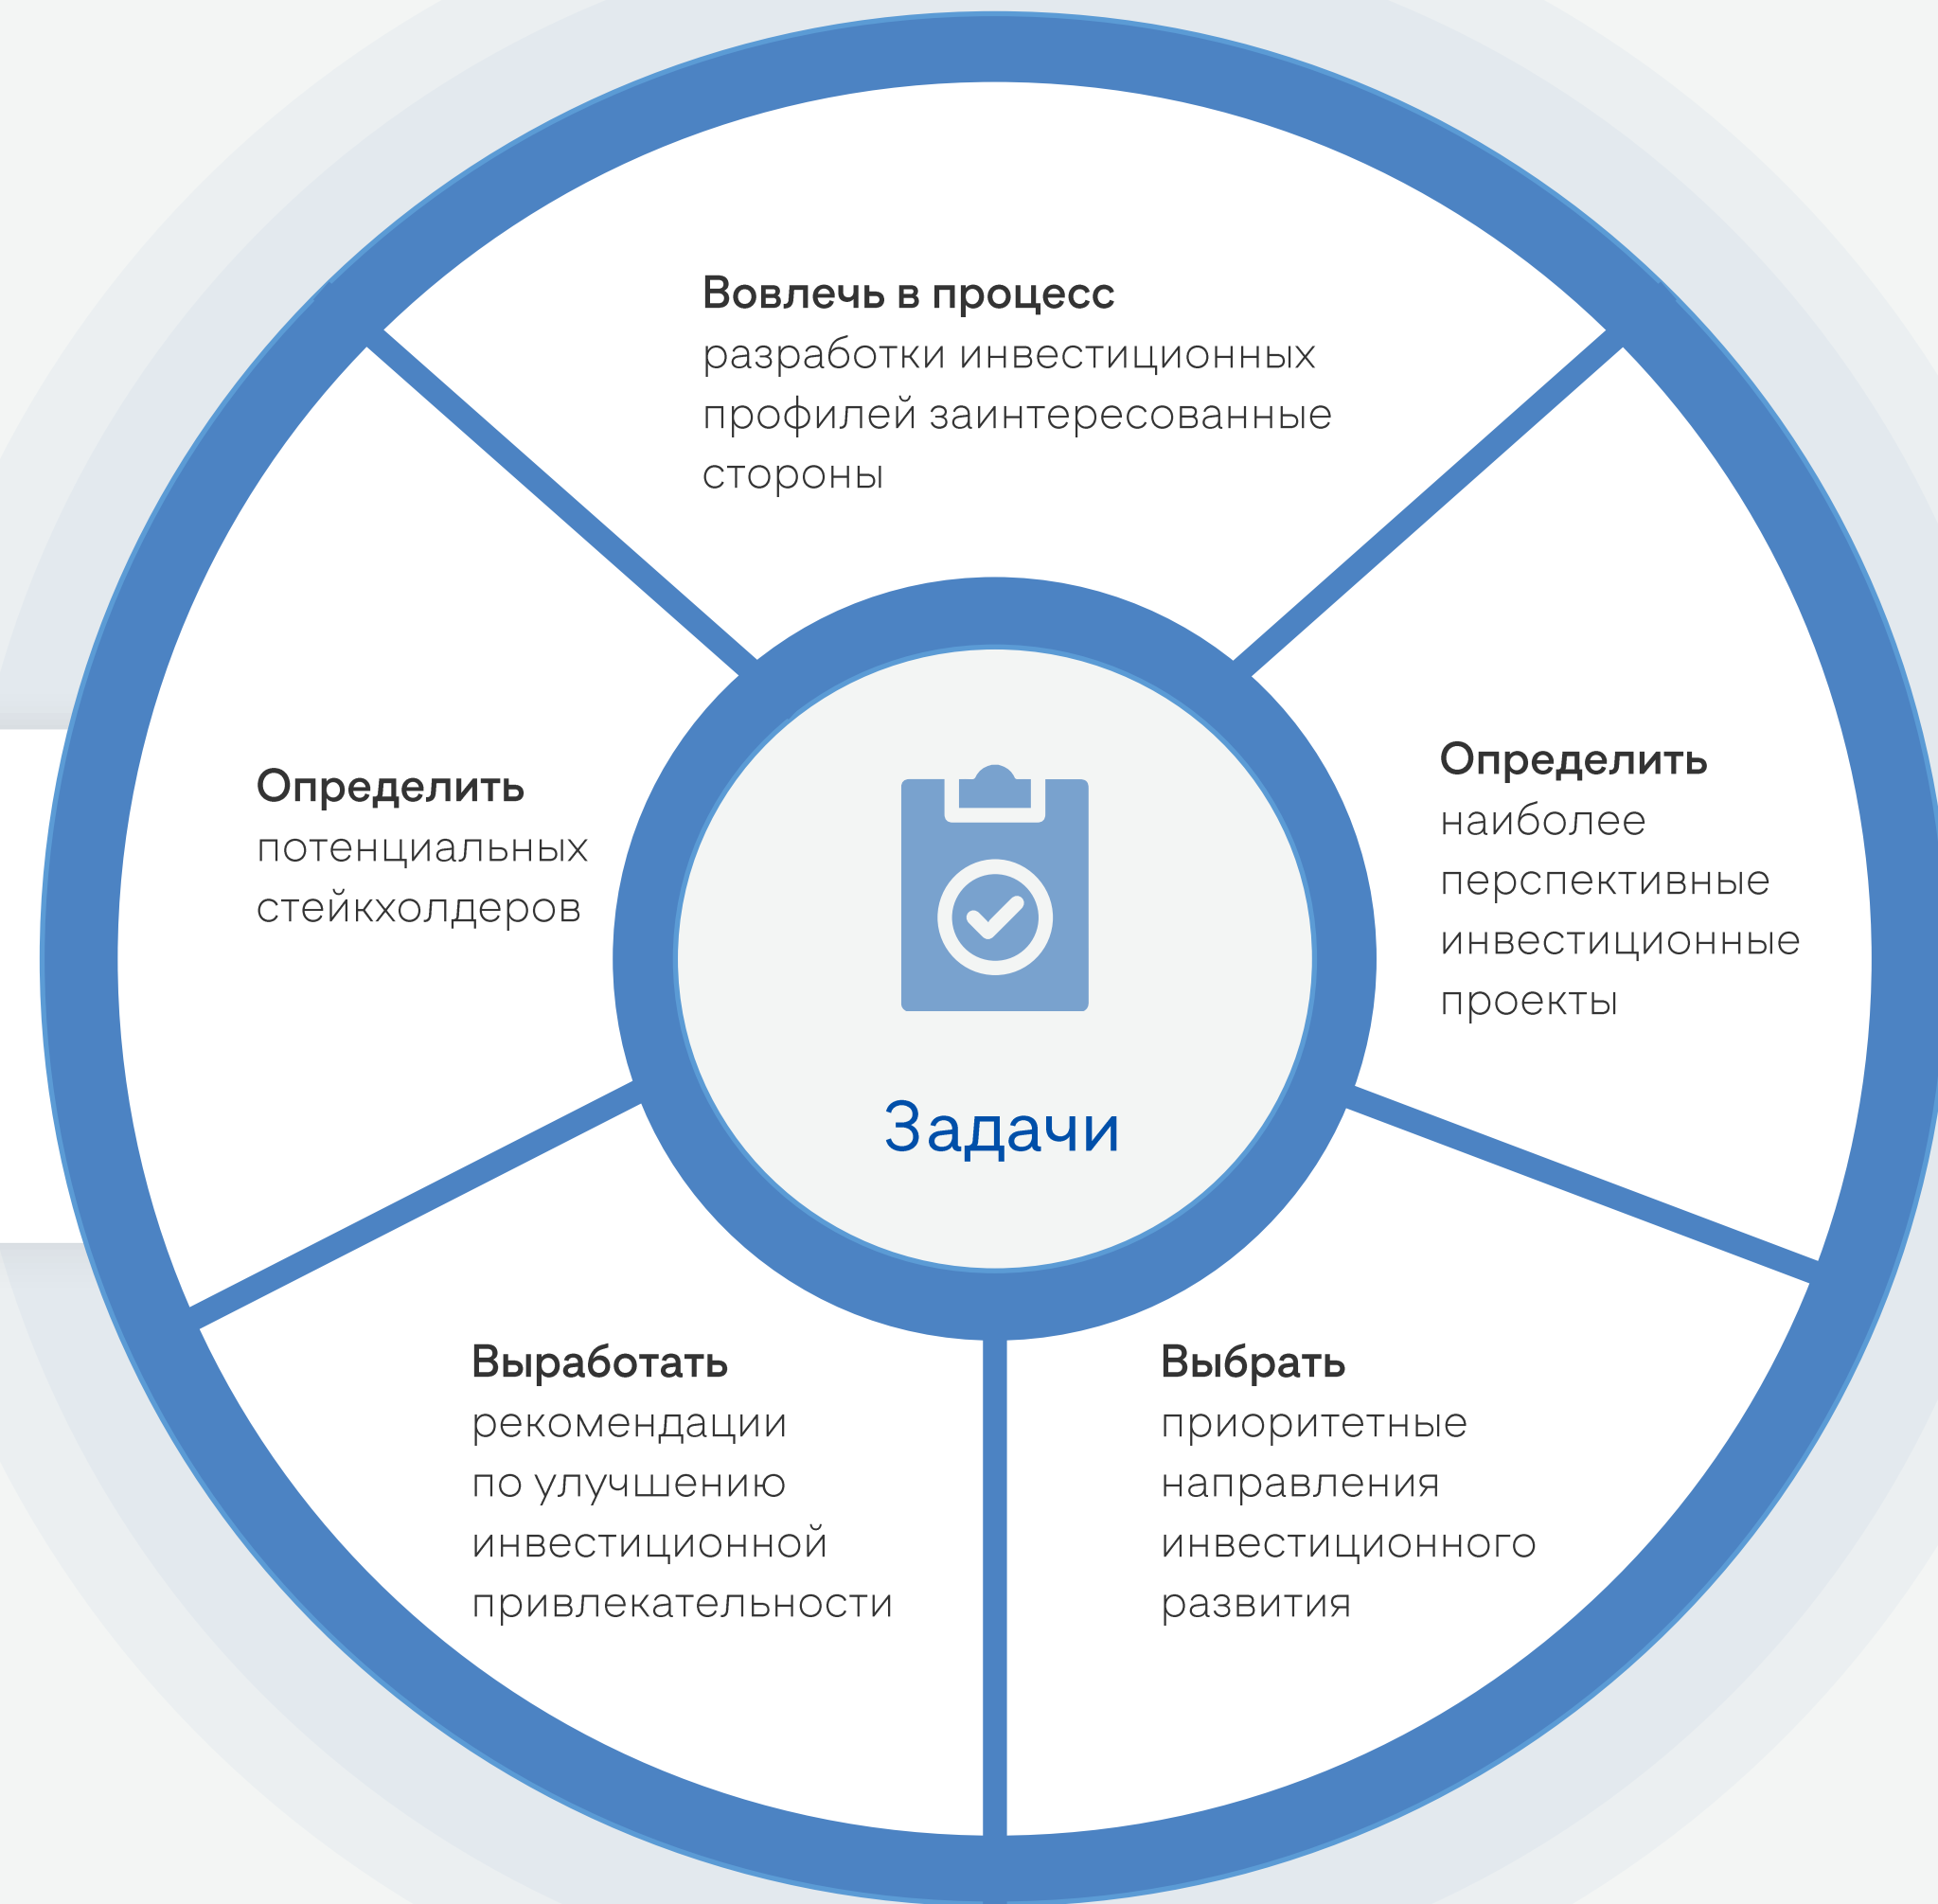 Вовлечь в процесс
разработки инвестиционных
профилей заинтересованные
стороны
Определить
наиболее
перспективные
инвестиционные
проекты
Выбрать
приоритетные
направления
инвестиционного
развития
Выработать
рекомендации
по улучшению
инвестиционной
привлекательности
Определить
потенциальных
стейкхолдеров
Задачи